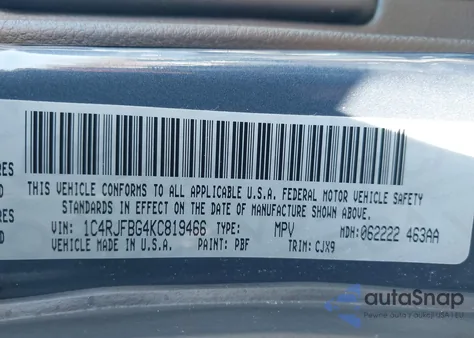 RES
D
RES
D
THIS VEHICLE CONFORMS TO ALL APPLICABLE U.S.A. FEDERAL MOTOR VEHICLE SAFETY
STANDARDS IN EFFECT ON THE DATE OF MANUFACTURE SHOWN ABOVE.
VIN: 1C4RJFBG4KC819466 TYPE: MPV MDH: 062222 463AA
VEHICLE MADE IN U.S.A. PAINT: PBF TRIM: CJX9
autoSnap